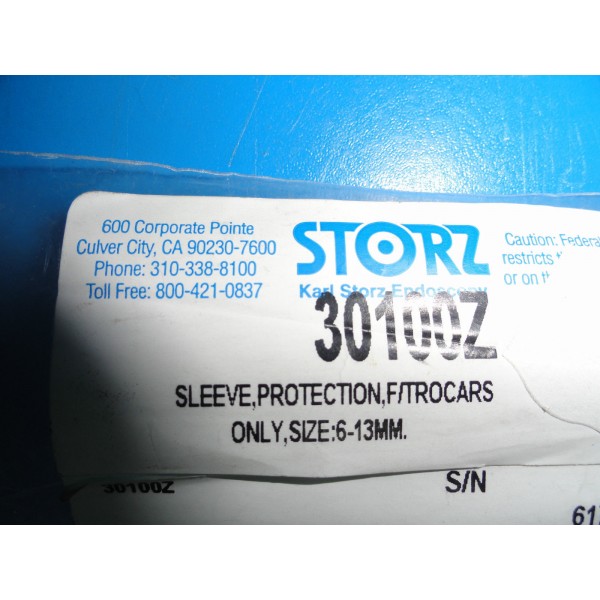 600 Corporate Pointe
Culver City, CA 90230-7600
Phone: 310-338-8100
Toll Free: 800-421-0837
STORZ
Karl Storz Endoscopy
Caution: Federal
restricts
or on
30100Z
SLEEVE,PROTECTION,F/TROCARS
ONLY,SIZE:6-13MM.
30100Z S/N